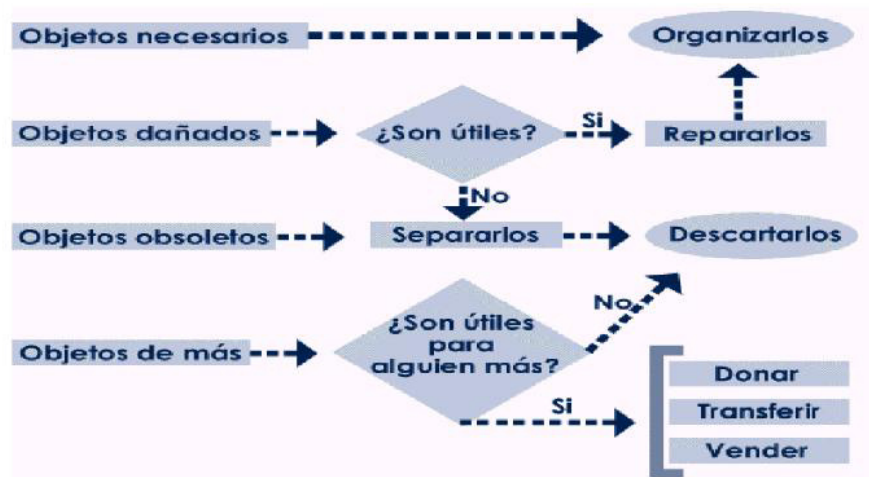 Objetos necesarios
Organizarlos
Objetos dañados
¿Son útiles?
Si
Repararlos
No
Objetos obsoletos
Separarlos
Descartarlos
Objetos de más
¿Son útiles
para
alguien más?
No
Si
Donar
Transferir
Vender